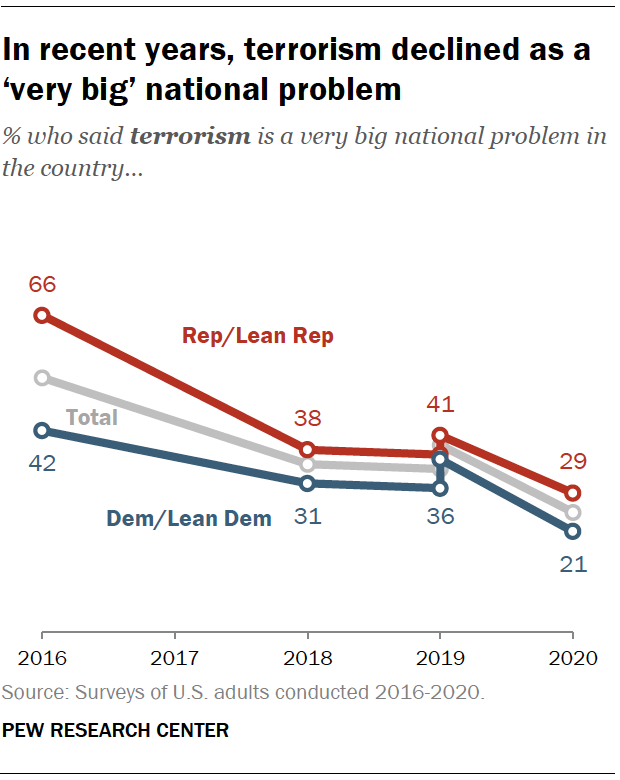 In recent years, terrorism declined as a
‘very big’ national problem
% who said terrorism is a very big national problem in
the country...
66
Rep/Lean Rep
41
Total
38
29
42
Dem/Lean Dem
31
36
21
2016 2017 2018 2019 2020
Source: Surveys of U.S. adults conducted 2016-2020.
PEW RESEARCH CENTER